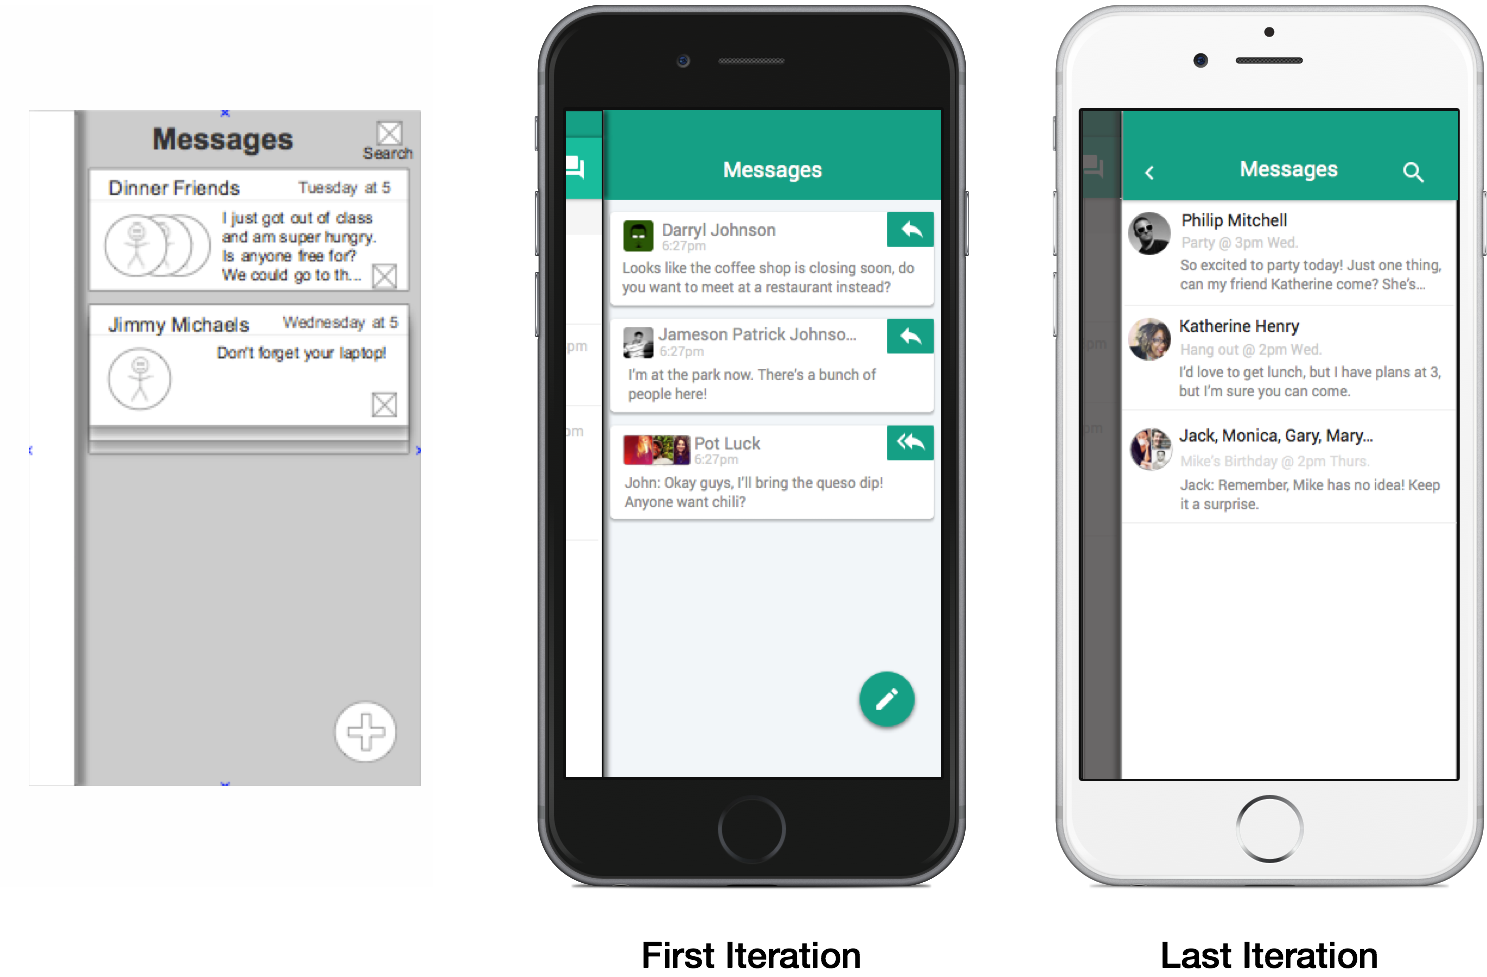 Messages
Search
Dinner Friends
Tuesday at 5
I just got out of class
and am super hungry.
Is anyone free for?
We could go to th...
Jimmy Michaels
Wednesday at 5
Don't forget your laptop!
Messages
Darryl Johnson
6:27pm
Looks like the coffee shop is closing soon, do
you want to meet at a restaurant instead?
pm
Jameson Patrick Johnso...
6:27pm
I'm at the park now. There's a bunch of
people here!
pm
Pot Luck
6:27pm
John: Okay guys, I'll bring the queso dip!
Anyone want chili?
First Iteration
Messages
Philip Mitchell
Party @ 3pm Wed.
So excited to party today! Just one thing,
can my friend Katherine come? She's...
Katherine Henry
Hang out @ 2pm Wed.
I'd love to get lunch, but I have plans at 3,
but I'm sure you can come.
om
Jack, Monica, Gary, Mary...
Mike's Birthday @ 2pm Thurs.
Jack: Remember, Mike has no idea! Keep
it a surprise.
pm
Last Iteration